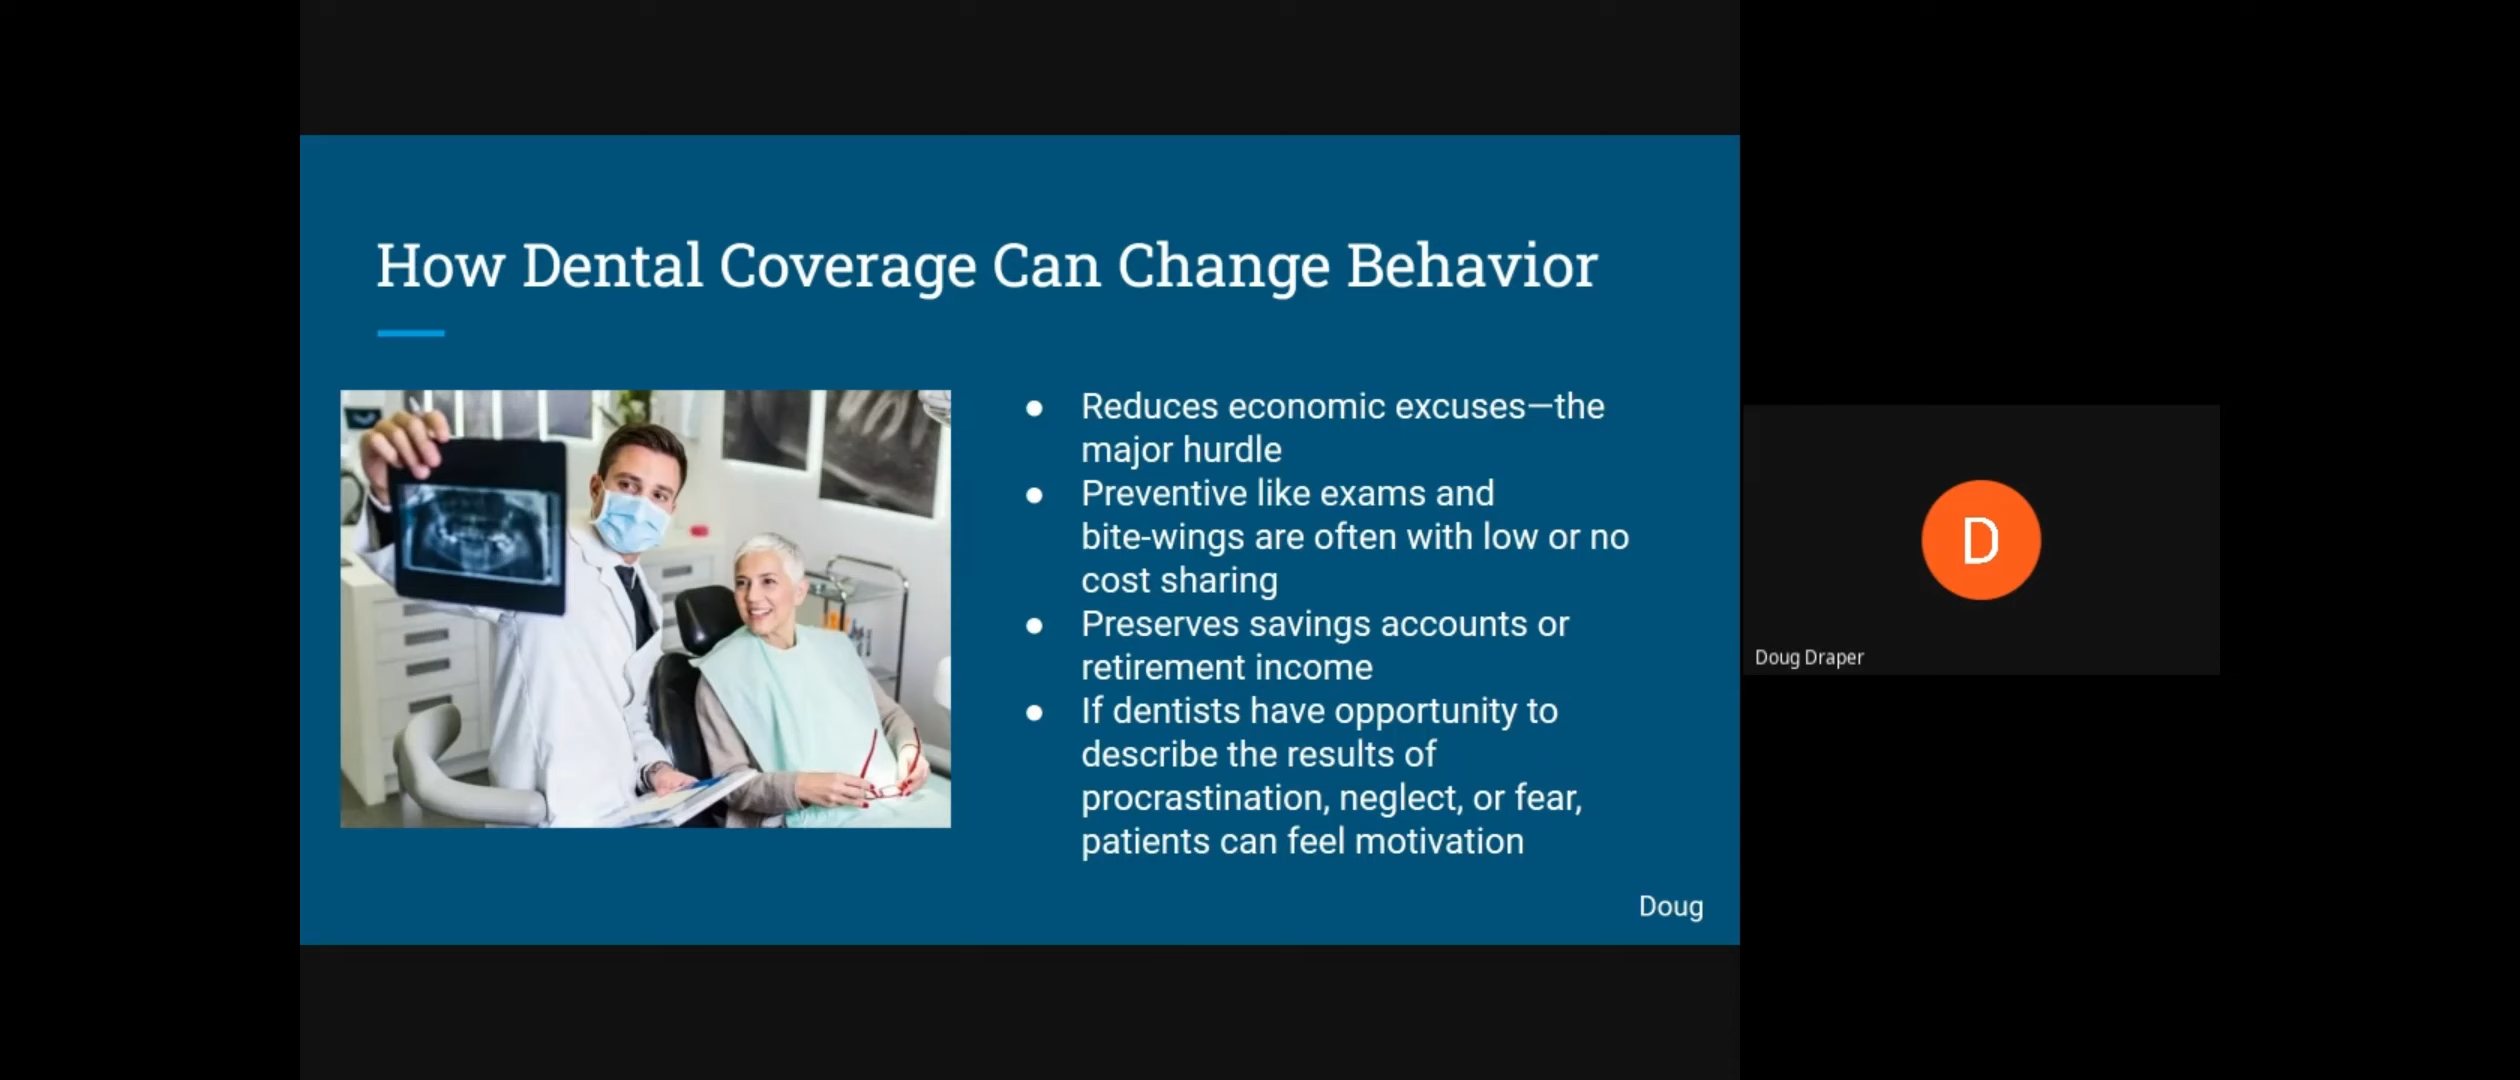 How Dental Coverage Can Change Behavior
● Reduces economic excuses—the
major hurdle
● Preventive like exams and
bite-wings are often with low or no
cost sharing
● Preserves savings accounts or
retirement income
● If dentists have opportunity to
describe the results of
procrastination, neglect, or fear,
patients can feel motivation
Doug
D
Doug Draper